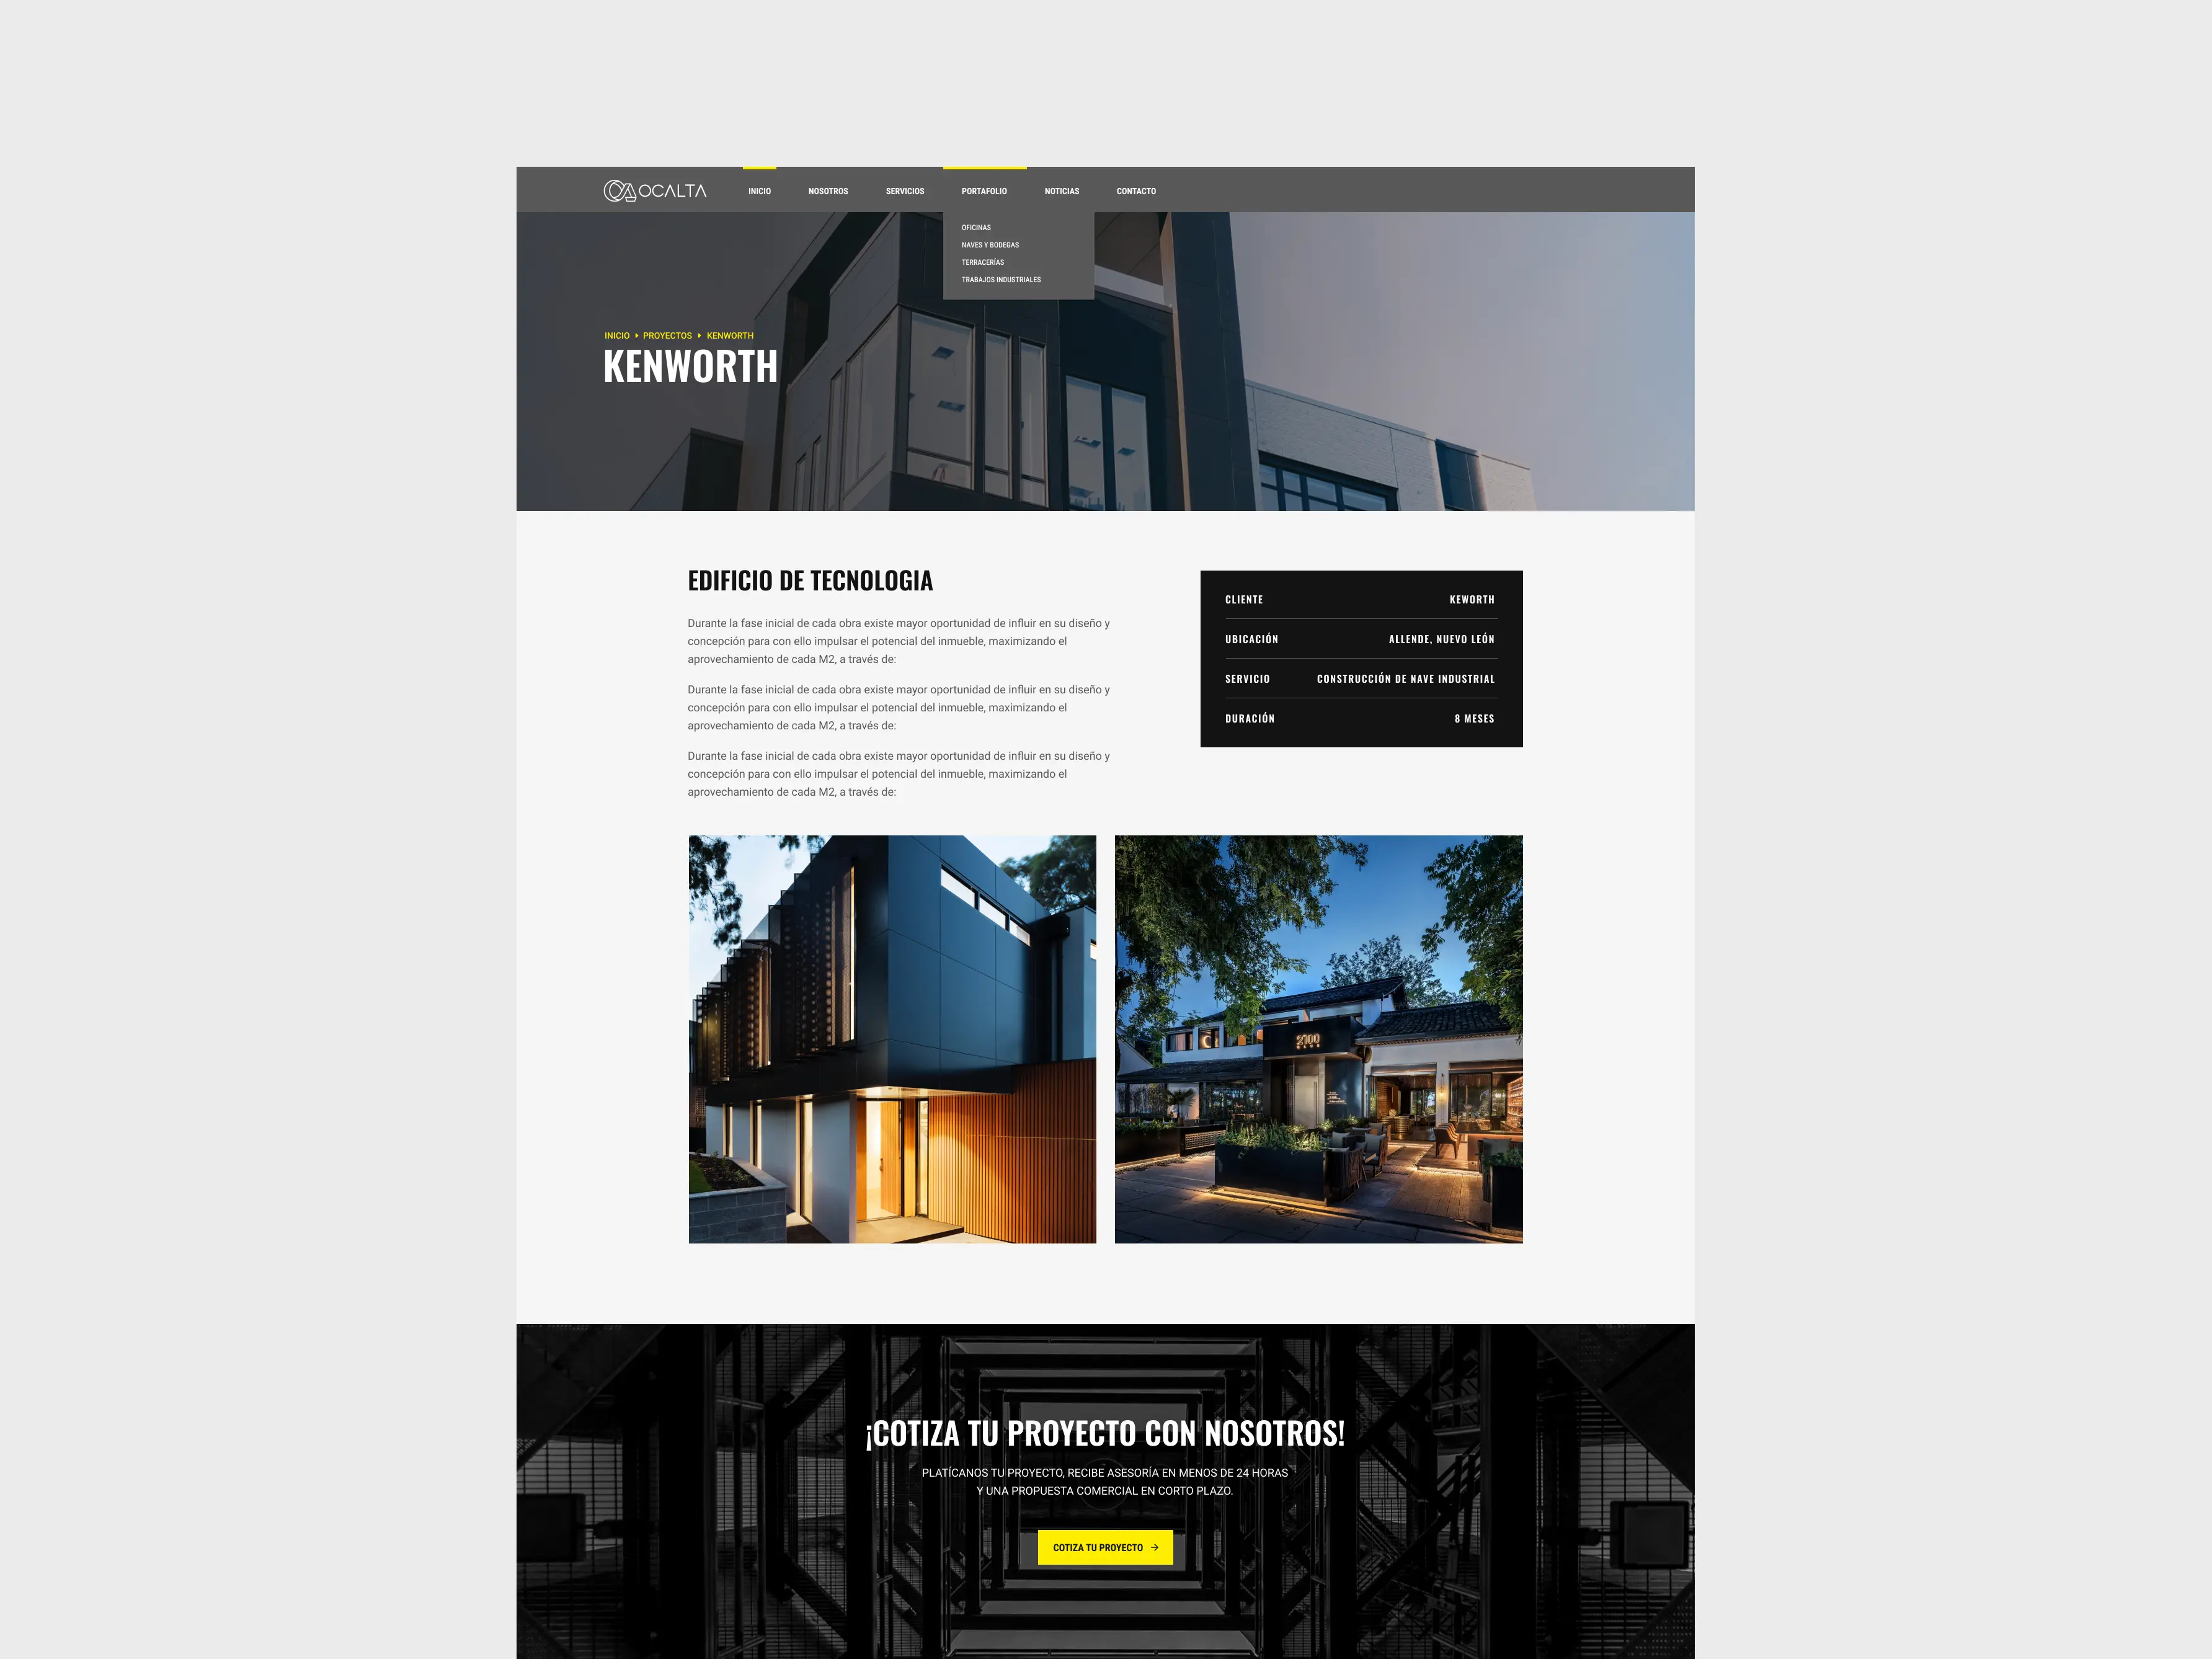 OCALTA
INICIO NOSOTROS SERVICIOS PORTAFOLIO NOTICIAS CONTACTO
OFICINAS
NAVES Y BODEGAS
TERRACERÍAS
TRABAJOS INDUSTRIALES
INICIO PROYECTOS KENWORTH
KENWORTH
EDIFICIO DE TECNOLOGIA
Durante la fase inicial de cada obra existe mayor oportunidad de influir en su diseño y
concepción para con ello impulsar el potencial del inmueble, maximizando el
aprovechamiento de cada M2, a través de:
Durante la fase inicial de cada obra existe mayor oportunidad de influir en su diseño y
concepción para con ello impulsar el potencial del inmueble, maximizando el
aprovechamiento de cada M2, a través de:
Durante la fase inicial de cada obra existe mayor oportunidad de influir en su diseño y
concepción para con ello impulsar el potencial del inmueble, maximizando el
aprovechamiento de cada M2, a través de:
CLIENTE KEWORTH
UBICACIÓN ALLENDE, NUEVO LEÓN
SERVICIO CONSTRUCCIÓN DE NAVE INDUSTRIAL
DURACIÓN 8 MESES
2100
¡COTIZA TU PROYECTO CON NOSOTROS!
PLATÍCANOS TU PROYECTO, RECIBE ASESORÍA EN MENOS DE 24 HORAS
Y UNA PROPUESTA COMERCIAL EN CORTO PLAZO.
COTIZA TU PROYECTO →